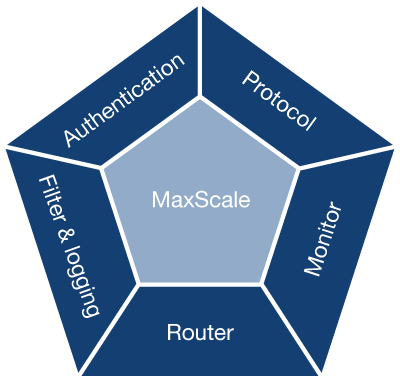 Authentication
Protocol
MaxScale
Filter & logging
Monitor
Router